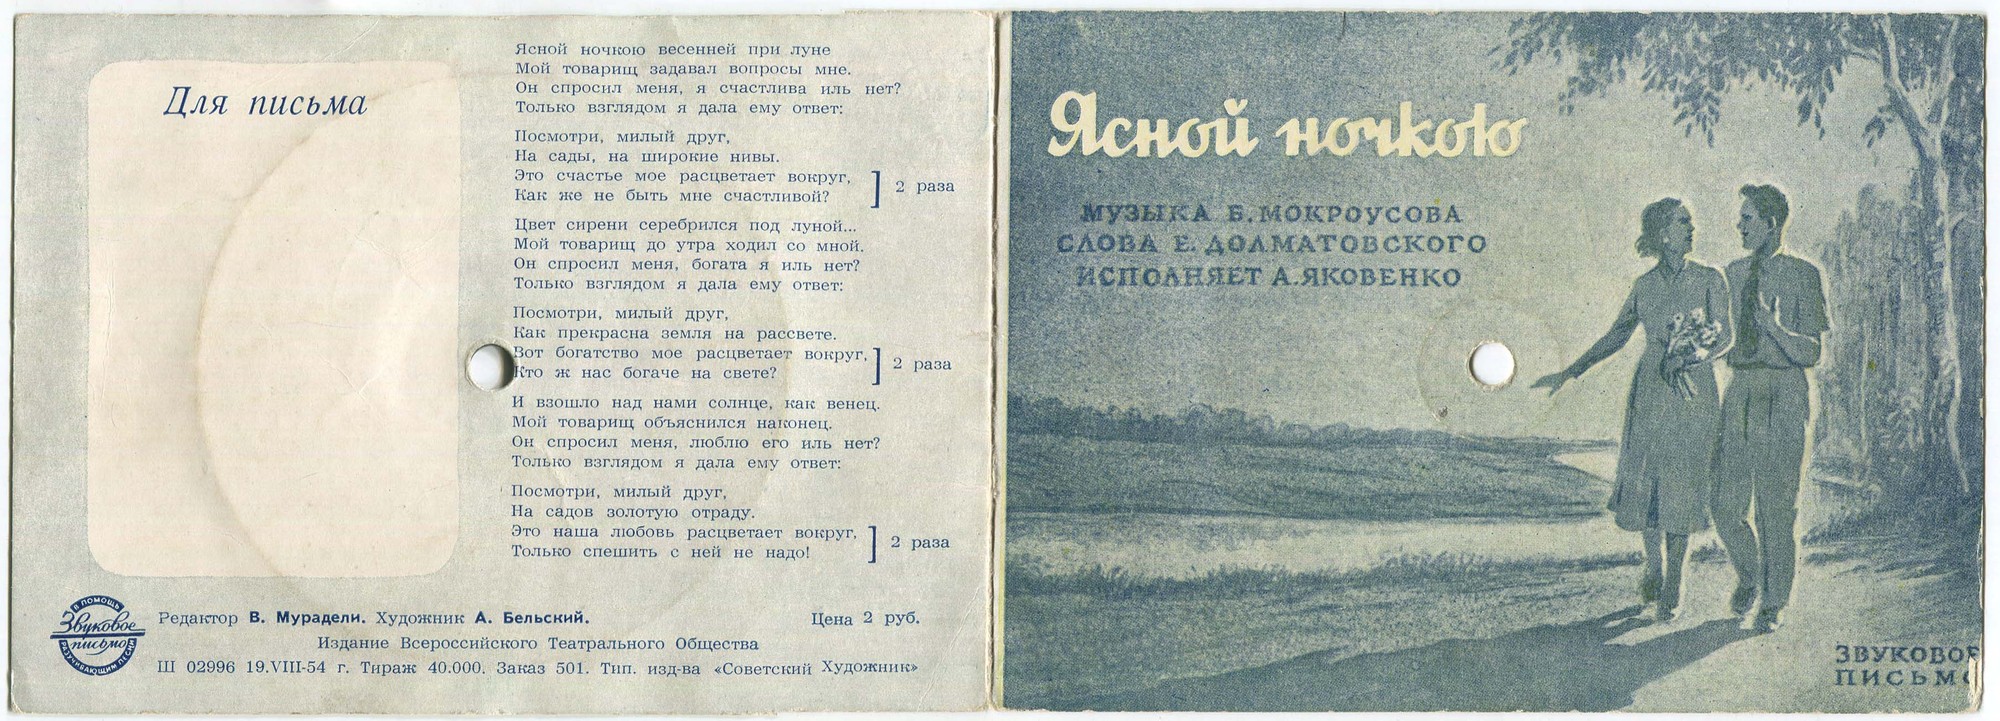 Для письма
Ясной ночкою весенней при луне
Мой товарищ задавал вопросы мне.
Он спросил меня, я счастлива иль нет?
Только взглядом я дала ему ответ:
Посмотри, милый друг,
На сады, на широкие нивы.
Это счастье мое расцветает вокруг,
Как же не быть мне счастливой?
] 2 раза
Цвет сирени серебрился под луной...
Мой товарищ до утра ходил со мной.
Он спросил меня, богата я иль нет?
Только взглядом я дала ему ответ:
Посмотри, милый друг,
Как прекрасна земля на рассвете.
Вот богатство мое расцветает вокруг,
Кто ж нас богаче на свете?
] 2 раза
И взошло над нами солнце, как венец.
Мой товарищ объяснился наконец.
Он спросил меня, люблю его иль нет?
Только взглядом я дала ему ответ:
Посмотри, милый друг,
На садов золотую отраду.
Это наша любовь расцветает вокруг,
Только спешить с ней не надо!
] 2 раза
В ПОМОЩЬ
Звуковое
письмо
РАЗУЧИВАЮЩИМ ПЕСНИ
Редактор В. Мурадели. Художник А. Бельский. Цена 2 руб.
Издание Всероссийского Театрального Общества
Ш 02996 19.VIII-54 г. Тираж 40.000. Заказ 501. Тип. изд-ва «Советский Художник»
Ясной ночкою
МУЗЫКА Б. МОКРОУСОВА
СЛОВА Е. ДОЛМАТОВСКОГО
ИСПОЛНЯЕТ А. ЯКОВЕНКО
ЗВУКОВОЕ
ПИСЬМО